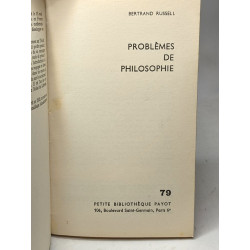 BERTRAND RUSSELL
PROBLÈMES
DE
PHILOSOPHIE
79
PETITE BIBLIOTHÈQUE PAYOT
106, Boulevard Saint-Germain, Paris 6ᵉ